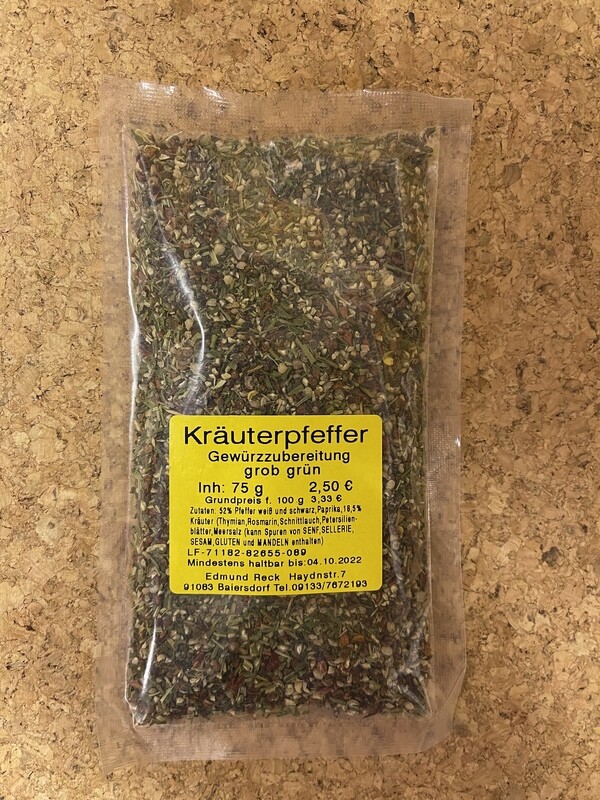 Kräuterpfeffer
Gewürzzubereitung
grob grün
Inh: 75 g 2,50 €
Grundpreis f. 100 g 3,33 €
Zutaten: 52% Pfeffer weiß und schwarz,Paprika,18,5%
Kräuter (Thymian,Rosmarin,Schnittlauch,Petersilien-
blätter,Meersalz (kann Spuren von SENF,SELLERIE,
SESAM,GLUTEN und MANDELN enthalten)
LF-71182-82655-089
Mindestens haltbar bis:04.10.2022
Edmund Reck Haydnstr.7
91083 Baiersdorf Tel.09133/7672193